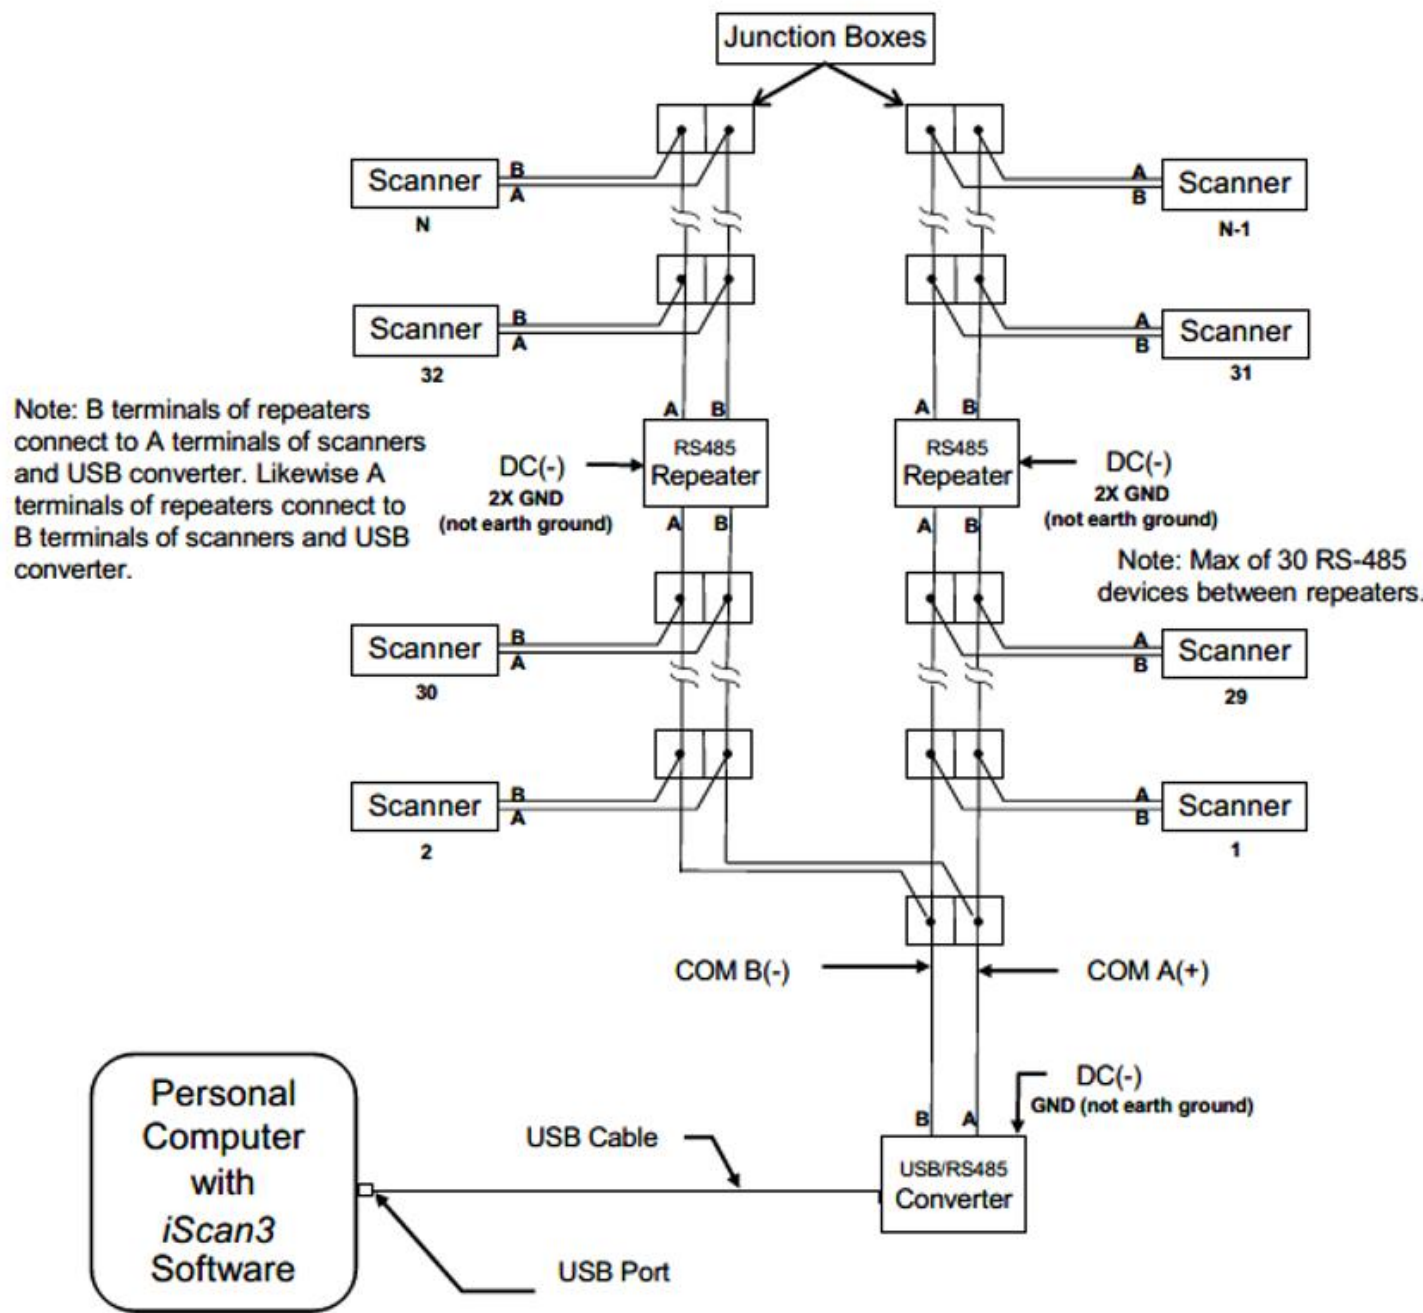 Junction Boxes
B
Scanner
A
N
A
Scanner
B
N-1
B
Scanner
A
32
A
Scanner
B
31
Note: B terminals of repeaters
connect to A terminals of scanners
and USB converter. Likewise A
terminals of repeaters connect to
B terminals of scanners and USB
converter.
A B
RS485
Repeater
A B
DC(-)
2X GND
(not earth ground)
A B
RS485
Repeater
A B
DC(-)
2X GND
(not earth ground)
Note: Max of 30 RS-485
devices between repeaters.
B
Scanner
A
30
A
Scanner
B
29
B
Scanner
A
2
A
Scanner
B
1
COM B(-)
COM A(+)
DC(-)
GND (not earth ground)
B A
USB/RS485
Converter
USB Cable
USB Port
Personal
Computer
with
iScan3
Software